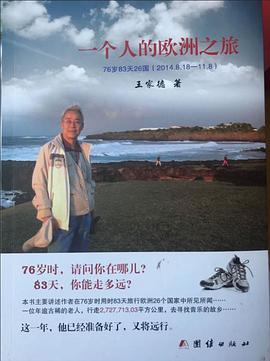 一个人的欧洲之旅
76岁83天26国（2014.8.18—11.8）
王家德 著
76岁时，请问你在哪儿？
83天，你能走多远？
本书主要讲述作者在76岁时用时83天旅行欧洲26个国家中所见所闻……
一位年逾古稀的老人，行走2,727,713.03平方公里，去寻找音乐的故乡……
这一年，他已经准备好了，又将远行。
团结出版社